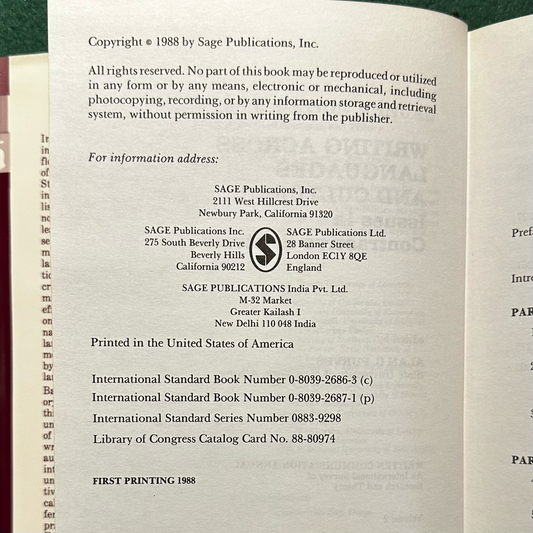 Copyright © 1988 by Sage Publications, Inc.
All rights reserved. No part of this book may be reproduced or utilized
in any form or by any means, electronic or mechanical, including
photocopying, recording, or by any information storage and retrieval
system, without permission in writing from the publisher.
For information address:
SAGE Publications, Inc.
2111 West Hillcrest Drive
Newbury Park, California 91320
SAGE Publications Inc.
275 South Beverly Drive
Beverly Hills
California 90212
SAGE Publications Ltd.
28 Banner Street
London EC1Y 8QE
England
SAGE PUBLICATIONS India Pvt. Ltd.
M-32 Market
Greater Kailash I
New Delhi 110 048 India
Printed in the United States of America
International Standard Book Number 0-8039-2686-3 (c)
International Standard Book Number 0-8039-2687-1 (p)
International Standard Series Number 0883-9298
Library of Congress Catalog Card No. 88-80974
FIRST PRINTING 1988
Pref
Intro
PAR
PAR